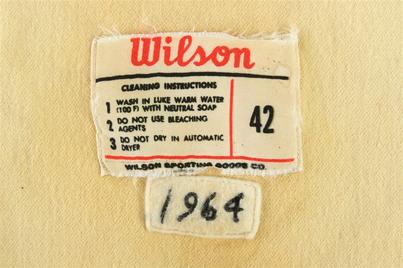 Wilson
CLEANING INSTRUCTIONS
1 WASH IN LUKE WARM WATER
(100 F) WITH NEUTRAL SOAP
2 DO NOT USE BLEACHING
AGENTS
3 DO NOT DRY IN AUTOMATIC
DRYER
42
WILSON SPORTING GOODS CO.
1964